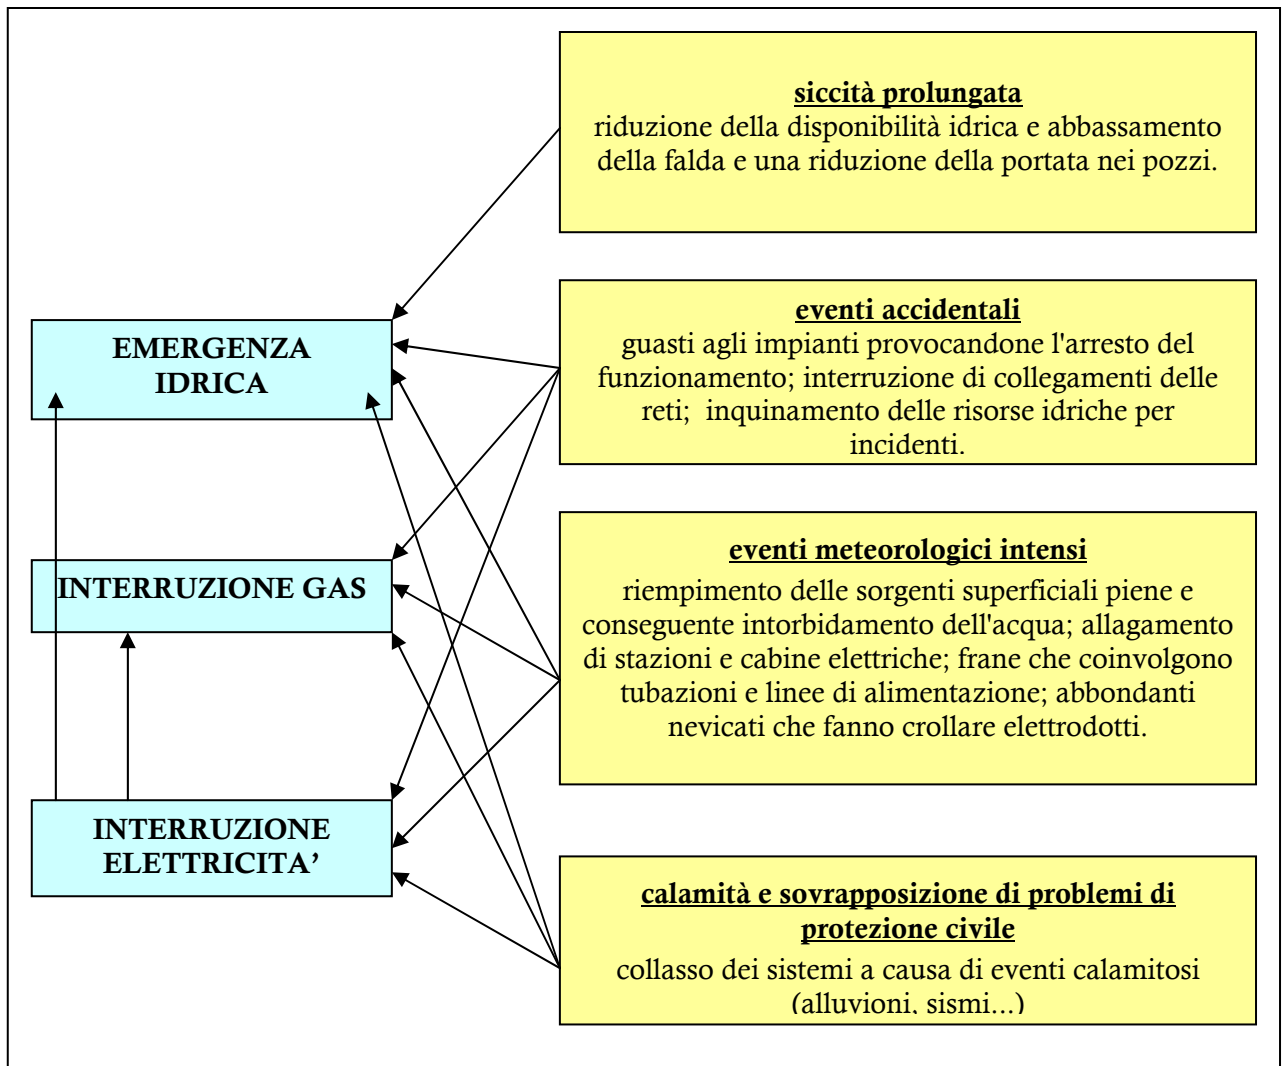 siccità prolungata
riduzione della disponibilità idrica e abbassamento
della falda e una riduzione della portata nei pozzi.
EMERGENZA
IDRICA
eventi accidentali
guasti agli impianti provocandone l'arresto del
funzionamento; interruzione di collegamenti delle
reti;  inquinamento delle risorse idriche per
incidenti.
INTERRUZIONE GAS
eventi meteorologici intensi
riempimento delle sorgenti superficiali piene e
conseguente intorbidamento dell'acqua; allagamento
di stazioni e cabine elettriche; frane che coinvolgono
tubazioni e linee di alimentazione; abbondanti
nevicati che fanno crollare elettrodotti.
INTERRUZIONE
ELETTRICITA’
calamità e sovrapposizione di problemi di
protezione civile
collasso dei sistemi a causa di eventi calamitosi
(alluvioni, sismi...)